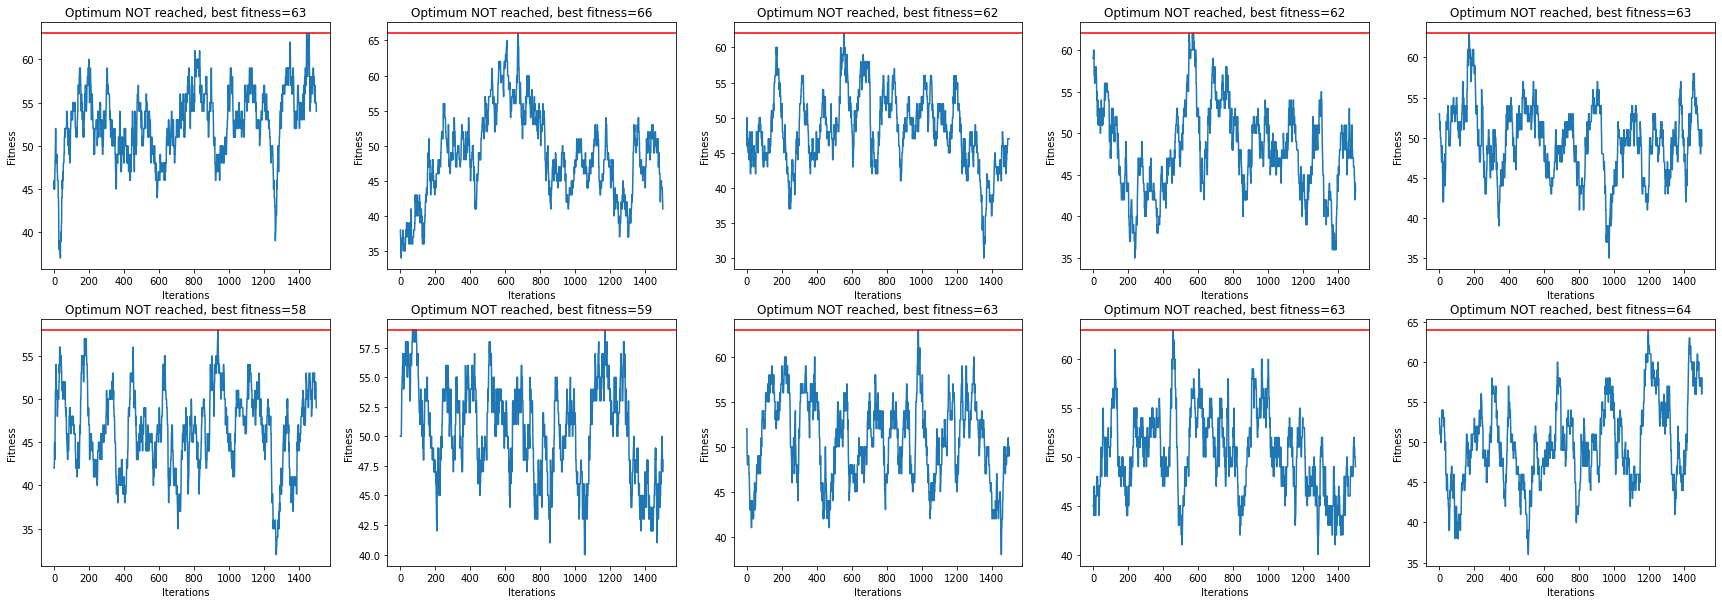 Optimum NOT reached, best fitness=63
Optimum NOT reached, best fitness=66
Optimum NOT reached, best fitness=62
Optimum NOT reached, best fitness=62
Optimum NOT reached, best fitness=63
Fitness
60
55
50
45
40
0 200 400 600 800 1000 1200 1400
Iterations
Fitness
65
60
55
50
45
40
35
0 200 400 600 800 1000 1200 1400
Iterations
Fitness
60
55
50
45
40
35
30
0 200 400 600 800 1000 1200 1400
Iterations
Fitness
60
55
50
45
40
35
0 200 400 600 800 1000 1200 1400
Iterations
Fitness
60
55
50
45
40
35
0 200 400 600 800 1000 1200 1400
Iterations
Optimum NOT reached, best fitness=58
Optimum NOT reached, best fitness=59
Optimum NOT reached, best fitness=63
Optimum NOT reached, best fitness=63
Optimum NOT reached, best fitness=64
Fitness
55
50
45
40
35
0 200 400 600 800 1000 1200 1400
Iterations
Fitness
57.5
55.0
52.5
50.0
47.5
45.0
42.5
40.0
0 200 400 600 800 1000 1200 1400
Iterations
Fitness
60
55
50
45
40
0 200 400 600 800 1000 1200 1400
Iterations
Fitness
60
55
50
45
40
0 200 400 600 800 1000 1200 1400
Iterations
Fitness
65
60
55
50
45
40
35
0 200 400 600 800 1000 1200 1400
Iterations